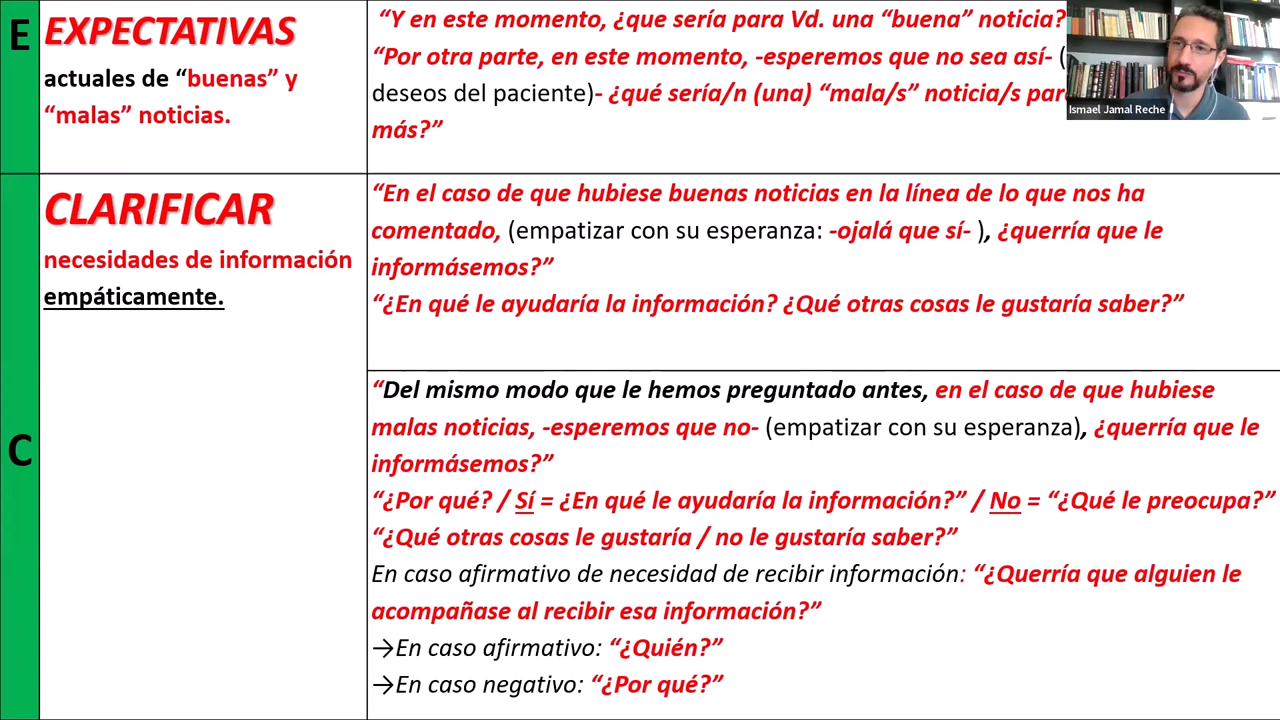 E
EXPECTATIVAS
actuales de “buenas” y
“malas” noticias.
“Y en este momento, ¿que sería para Vd. una “buena” noticia?
“Por otra parte, en este momento, -esperemos que no sea así- (
deseos del paciente)- ¿qué sería/n (una) “mala/s” noticia/s
más?”
Ismael Jamal Reche
C
CLARIFICAR
necesidades de información
empáticamente.
“En el caso de que hubiese buenas noticias en la línea de lo que nos ha
comentado, (empatizar con su esperanza: -ojalá que sí- ), ¿querría que le
informásemos?”
“¿En qué le ayudaría la información? ¿Qué otras cosas le gustaría saber?”
“Del mismo modo que le hemos preguntado antes, en el caso de que hubiese
malas noticias, -esperemos que no- (empatizar con su esperanza), ¿querría que le
informásemos?”
“¿Por qué? / Sí = ¿En qué le ayudaría la información?” / No = “¿Qué le preocupa?”
“¿Qué otras cosas le gustaría / no le gustaría saber?”
En caso afirmativo de necesidad de recibir información: “¿Querría que alguien le
acompañase al recibir esa información?”
→En caso afirmativo: “¿Quién?”
→En caso negativo: “¿Por qué?”